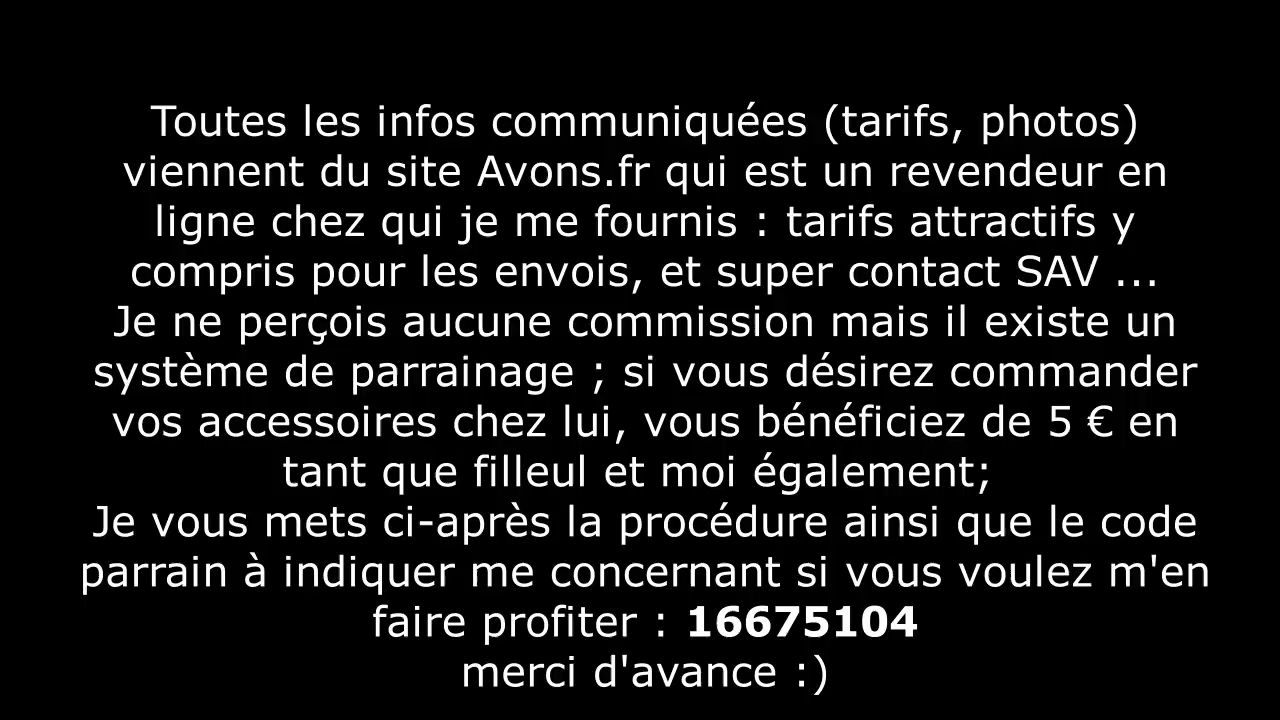 Toutes les infos communiquées (tarifs, photos)
viennent du site Avons.fr qui est un revendeur en
ligne chez qui je me fournis : tarifs attractifs y
compris pour les envois, et super contact SAV ...
Je ne perçois aucune commission mais il existe un
système de parrainage ; si vous désirez commander
vos accessoires chez lui, vous bénéficiez de 5 € en
tant que filleul et moi également;
Je vous mets ci-après la procédure ainsi que le code
parrain à indiquer me concernant si vous voulez m'en
faire profiter : 16675104
merci d'avance :)